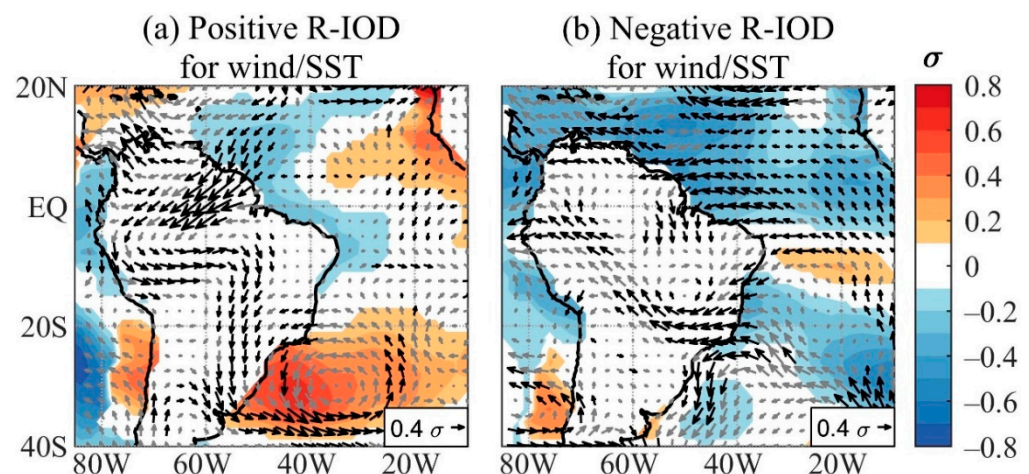 (a) Positive R-IOD
for wind/SST
(b) Negative R-IOD
for wind/SST
σ
20N
EQ
20S
40S
0.8
0.6
0.4
0.2
0
–0.2
–0.4
–0.6
–0.8
0.4 σ
0.4 σ
80W 60W 40W 20W
80W 60W 40W 20W